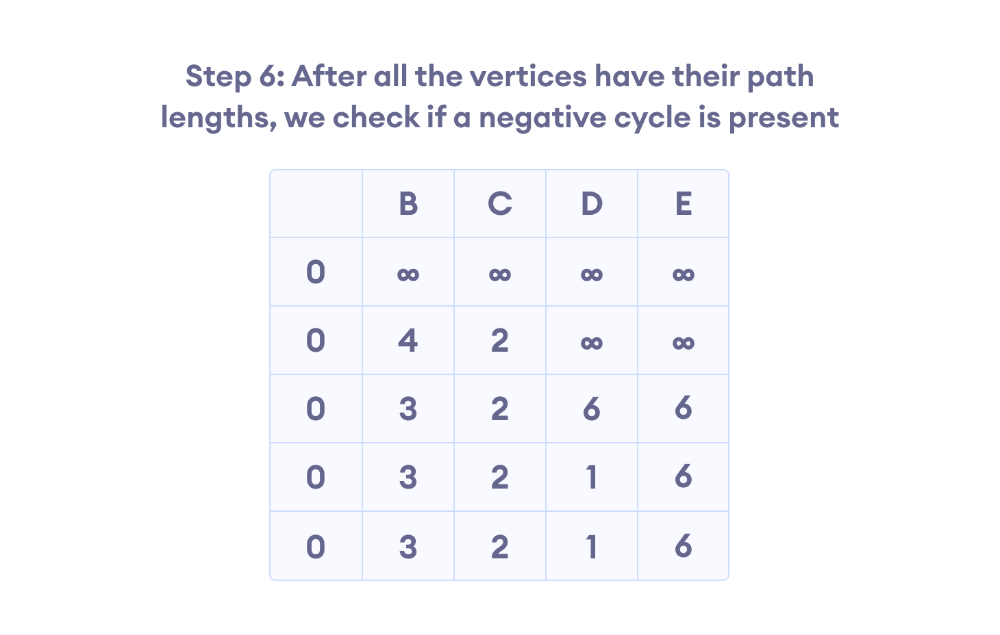 Step 6: After all the vertices have their path
lengths, we check if a negative cycle is present
B C D E
0 ∞ ∞ ∞ ∞
0 4 2 ∞ ∞
0 3 2 6 6
0 3 2 1 6
0 3 2 1 6